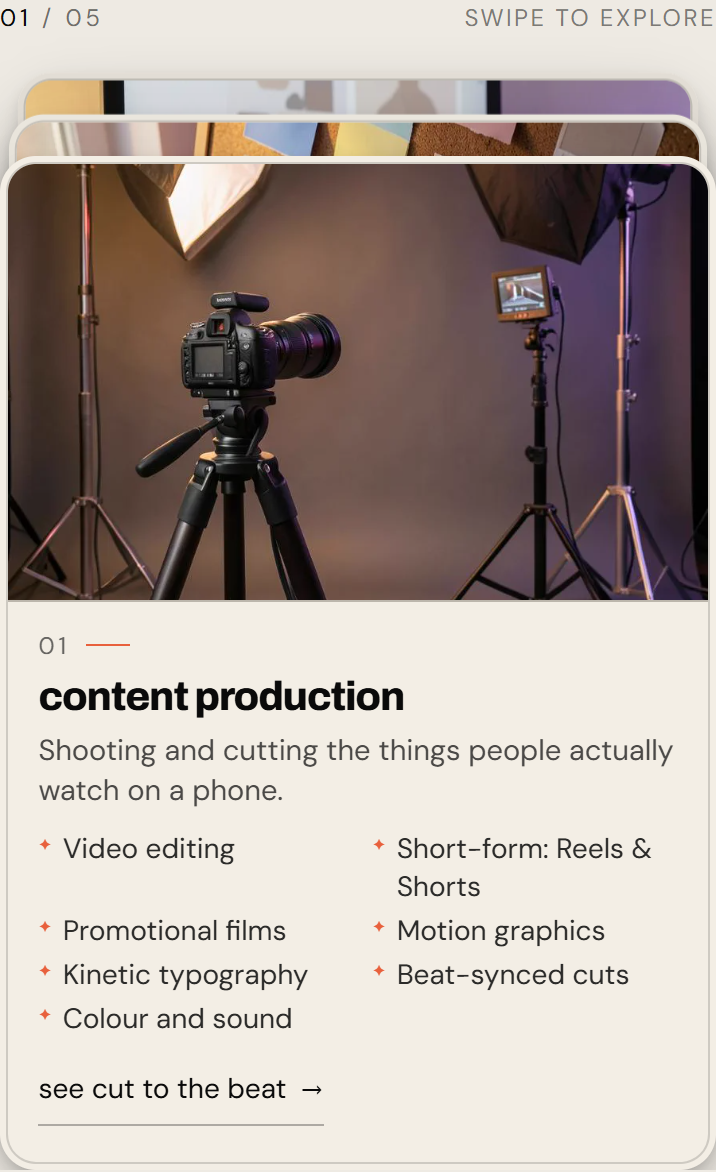 01 / 05
SWIPE TO EXPLORE
01
content production
Shooting and cutting the things people actually
watch on a phone.
Video editing
Short-form: Reels &
Shorts
Promotional films
Motion graphics
Kinetic typography
Beat-synced cuts
Colour and sound
see cut to the beat →